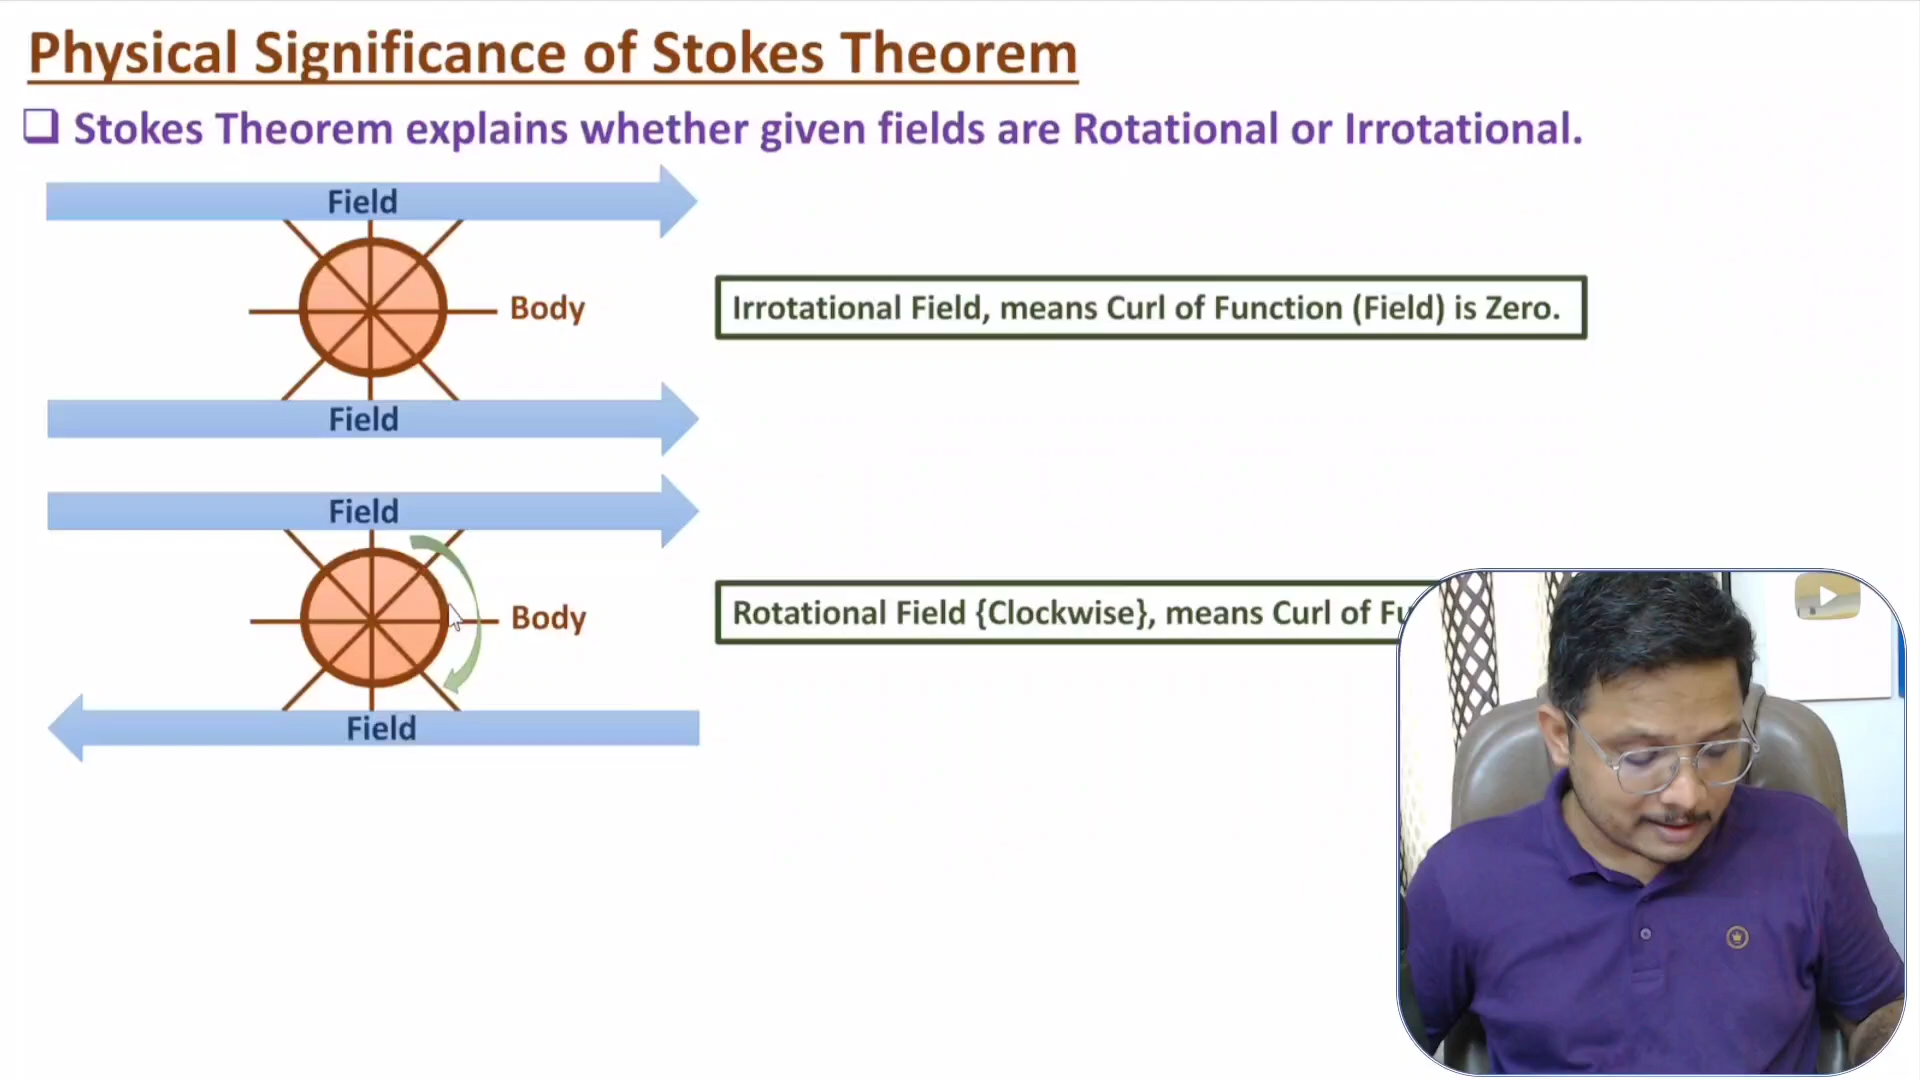 Physical Significance of Stokes Theorem
Stokes Theorem explains whether given fields are Rotational or Irrotational.
Field
Body
Irrotational Field, means Curl of Function (Field) is Zero.
Field
Field
Body
Rotational Field {Clockwise}, means Curl of
Field